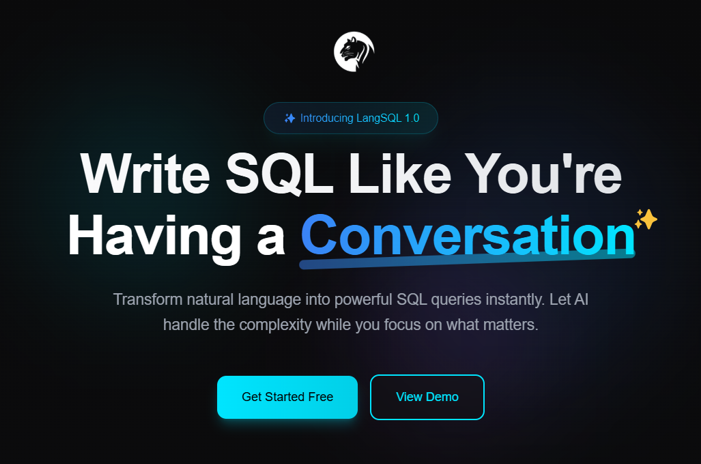 Introducing LangSQL 1.0
Write SQL Like You're
Having a Conversation
Transform natural language into powerful SQL queries instantly. Let AI
handle the complexity while you focus on what matters.
Get Started Free
View Demo